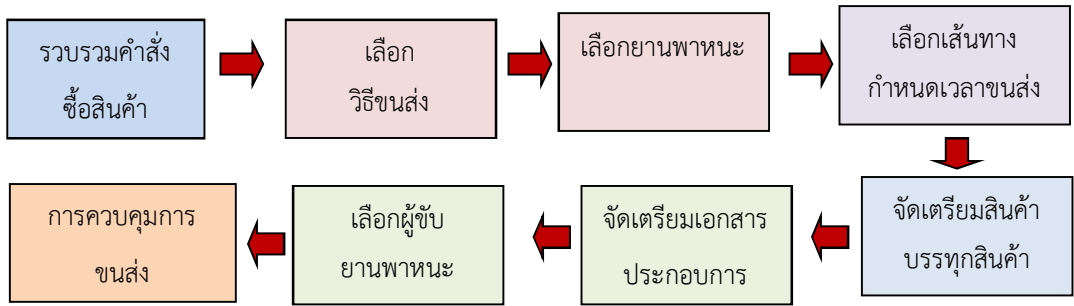 รวบรวมคำสั่ง
ซื้อสินค้า
เลือก
วิธีขนส่ง
เลือกยานพาหนะ
เลือกเส้นทาง
กำหนดเวลาขนส่ง
จัดเตรียมสินค้า
บรรทุกสินค้า
จัดเตรียมเอกสาร
ประกอบการ
เลือกผู้ขับ
ยานพาหนะ
การควบคุมการ
ขนส่ง